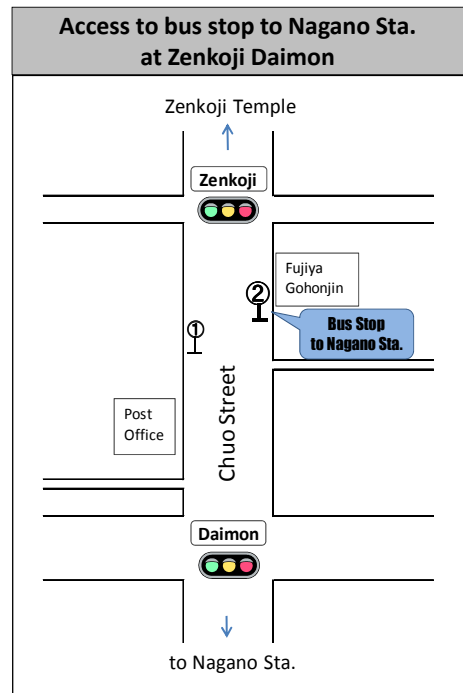 Access to bus stop to Nagano Sta.
at Zenkoji Daimon
Zenkoji Temple
Zenkoji
Fujiya
Gohonjin
②
Bus Stop
to Nagano Sta.
①
Post
Office
Chuo Street
Daimon
to Nagano Sta.